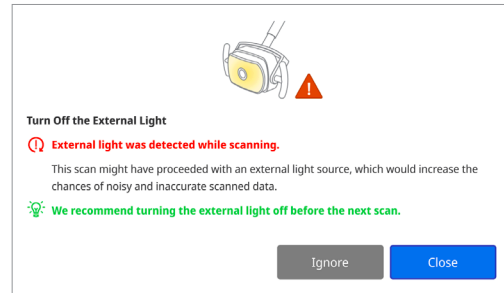 Turn Off the External Light
External light was detected while scanning.
This scan might have proceeded with an external light source, which would increase the
chances of noisy and inaccurate scanned data.
We recommend turning the external light off before the next scan.
Ignore
Close